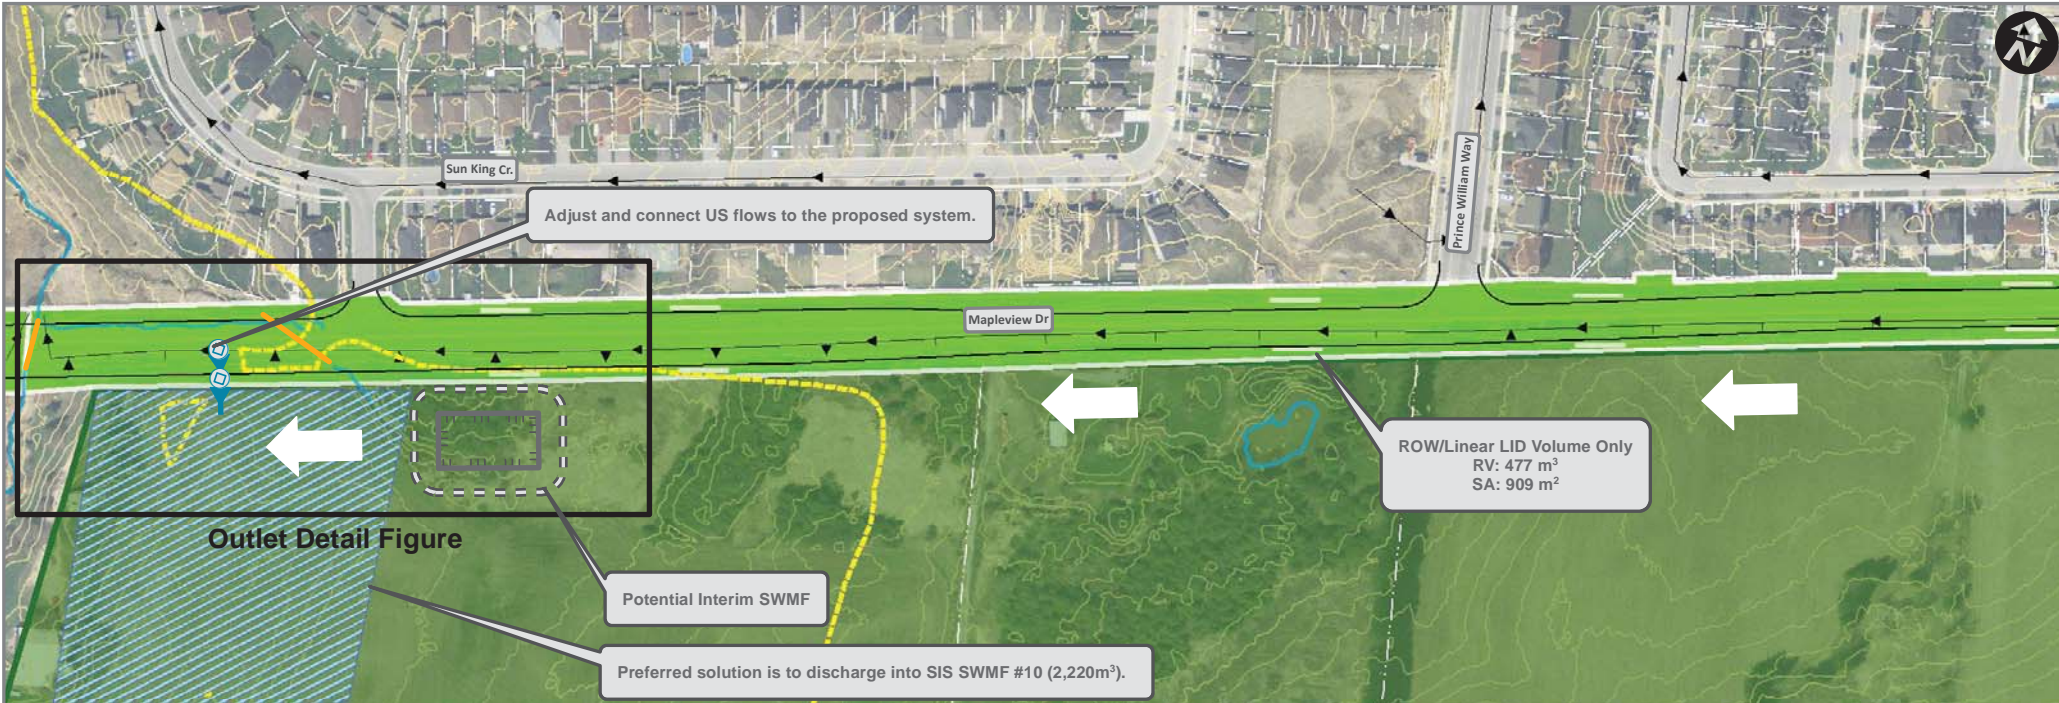 N
Sun King Cr.
Prince William Way
Adjust and connect US flows to the proposed system.
Mapleview Dr
ROW/Linear LID Volume Only
RV: 477 m³
SA: 909 m²
Outlet Detail Figure
Potential Interim SWMF
Preferred solution is to discharge into SIS SWMF #10 (2,220m³).